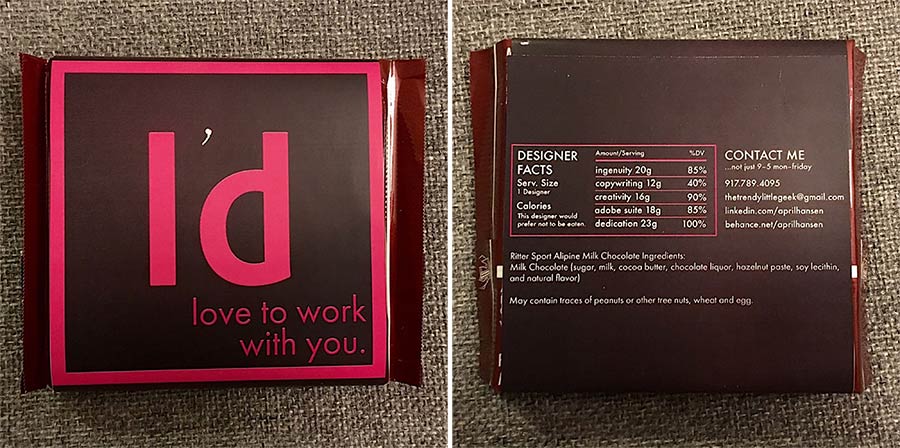 I'd
love to work
with you.
DESIGNER
FACTS
Serv. Size
1 Designer
Calories
This designer would
prefer not to be eaten.
Amount/Serving %DV
ingenuity 20g 85%
copywriting 12g 40%
creativity 16g 90%
adobe suite 18g 85%
dedication 23g 100%
CONTACT ME
...not just 9–5 mon–friday
917.789.4095
thetrendylittlegeek@gmail.com
linkedin.com/aprilhansen
behance.net/aprilhansen
Ritter Sport Alipine Milk Chocolate Ingredients:
Milk Chocolate (sugar, milk, cocoa butter, chocolate liquor, hazelnut paste, soy lecithin,
and natural flavor)
May contain traces of peanuts or other tree nuts, wheat and egg.